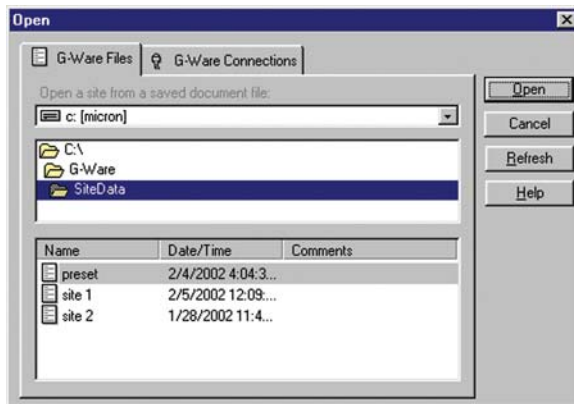 Open
G-Ware Files
G-Ware Connections
Open a site from a saved document file:
c: [micron]
C:\
G-Ware
SiteData
Name Date/Time Comments
preset 2/4/2002 4:04:3...
site 1 2/5/2002 12:09:...
site 2 1/28/2002 11:4...
Open
Cancel
Refresh
Help